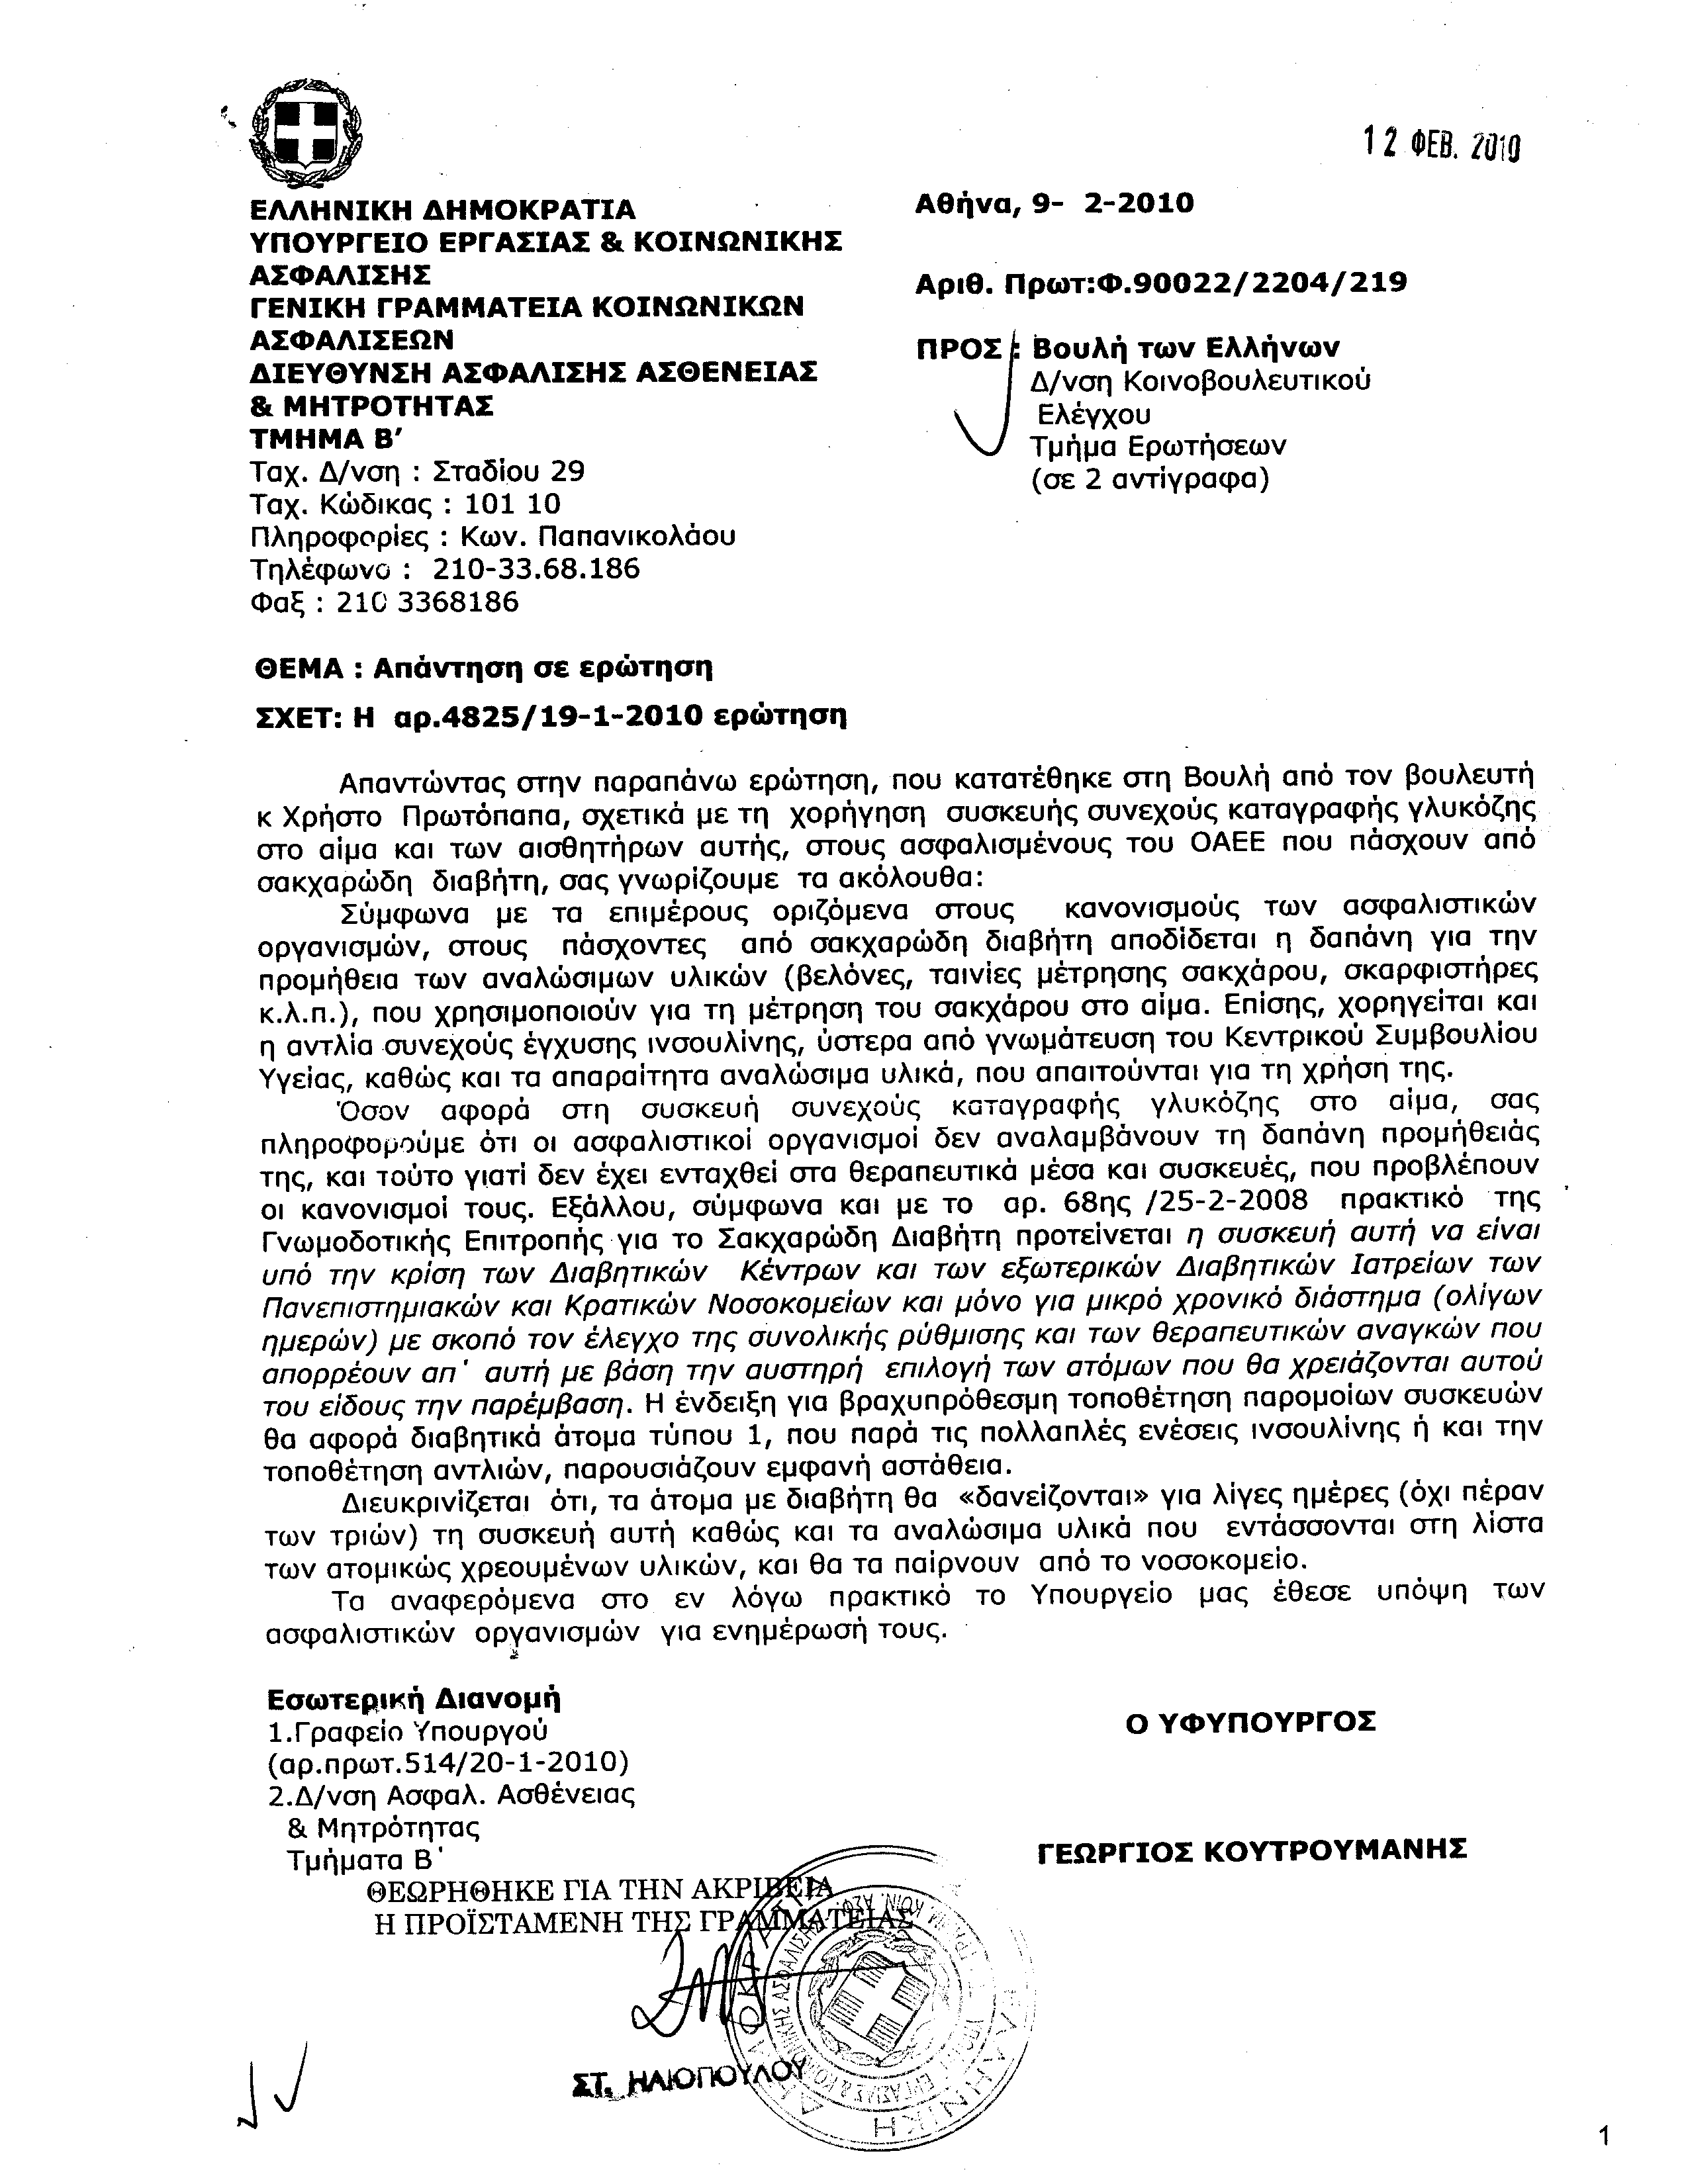 12 ΦΕΒ. 2010
ΕΛΛΗΝΙΚΗ ΔΗΜΟΚΡΑΤΙΑ
ΥΠΟΥΡΓΕΙΟ ΕΡΓΑΣΙΑΣ & ΚΟΙΝΩΝΙΚΗΣ
ΑΣΦΑΛΙΣΗΣ
ΓΕΝΙΚΗ ΓΡΑΜΜΑΤΕΙΑ ΚΟΙΝΩΝΙΚΩΝ
ΑΣΦΑΛΙΣΕΩΝ
ΔΙΕΥΘΥΝΣΗ ΑΣΦΑΛΙΣΗΣ ΑΣΘΕΝΕΙΑΣ
& ΜΗΤΡΟΤΗΤΑΣ
ΤΜΗΜΑ Β’
Ταχ. Δ/νση : Σταδίου 29
Ταχ. Κώδικας : 101 10
Πληροφορίες : Κων. Παπανικολάου
Τηλέφωνο : 210-33.68.186
Φαξ : 210 3368186
Αθήνα, 9- 2-2010
Αριθ. Πρωτ:Φ.90022/2204/219
ΠΡΟΣ : Βουλή των Ελλήνων
Δ/νση Κοινοβουλευτικού
Ελέγχου
Τμήμα Ερωτήσεων
(σε 2 αντίγραφα)
ΘΕΜΑ : Απάντηση σε ερώτηση
ΣΧΕΤ: Η αρ.4825/19-1-2010 ερώτηση
Απαντώντας στην παραπάνω ερώτηση, που κατατέθηκε στη Βουλή από τον βουλευτή
κ Χρήστο Πρωτόπαπα, σχετικά με τη χορήγηση συσκευής συνεχούς καταγραφής γλυκόζης
στο αίμα και των αισθητήρων αυτής, στους ασφαλισμένους του ΟΑΕΕ που πάσχουν από
σακχαρώδη διαβήτη, σας γνωρίζουμε τα ακόλουθα:
Σύμφωνα με τα επιμέρους οριζόμενα στους κανονισμούς των ασφαλιστικών
οργανισμών, στους πάσχοντες από σακχαρώδη διαβήτη αποδίδεται η δαπάνη για την
προμήθεια των αναλώσιμων υλικών (βελόνες, ταινίες μέτρησης σακχάρου, σκαρφιστήρες
κ.λ.π.), που χρησιμοποιούν για τη μέτρηση του σακχάρου στο αίμα. Επίσης, χορηγείται και
η αντλία συνεχούς έγχυσης ινσουλίνης, ύστερα από γνωμάτευση του Κεντρικού Συμβουλίου
Υγείας, καθώς και τα απαραίτητα αναλώσιμα υλικά, που απαιτούνται για τη χρήση της.
Όσον αφορά στη συσκευή συνεχούς καταγραφής γλυκόζης στο αίμα, σας
πληροφορούμε ότι οι ασφαλιστικοί οργανισμοί δεν αναλαμβάνουν τη δαπάνη προμήθειάς
της, και τούτο γιατί δεν έχει ενταχθεί στα θεραπευτικά μέσα και συσκευές, που προβλέπουν
οι κανονισμοί τους. Εξάλλου, σύμφωνα και με το αρ. 68ης /25-2-2008 πρακτικό της
Γνωμοδοτικής Επιτροπής για το Σακχαρώδη Διαβήτη προτείνεται η συσκευή αυτή να είναι
υπό την κρίση των Διαβητικών Κέντρων και των εξωτερικών Διαβητικών Ιατρείων των
Πανεπιστημιακών και Κρατικών Νοσοκομείων και μόνο για μικρό χρονικό διάστημα (ολίγων
ημερών) με σκοπό τον έλεγχο της συνολικής ρύθμισης και των θεραπευτικών αναγκών που
απορρέουν απ' αυτή με βάση την αυστηρή επιλογή των ατόμων που θα χρειάζονται αυτού
του είδους την παρέμβαση. Η ένδειξη για βραχυπρόθεσμη τοποθέτηση παρομοίων συσκευών
θα αφορά διαβητικά άτομα τύπου 1, που παρά τις πολλαπλές ενέσεις ινσουλίνης ή και την
τοποθέτηση αντλιών, παρουσιάζουν εμφανή αστάθεια.
Διευκρινίζεται ότι, τα άτομα με διαβήτη θα «δανείζονται» για λίγες ημέρες (όχι πέραν
των τριών) τη συσκευή αυτή καθώς και τα αναλώσιμα υλικά που εντάσσονται στη λίστα
των ατομικώς χρεουμένων υλικών, και θα τα παίρνουν από το νοσοκομείο.
Τα αναφερόμενα στο εν λόγω πρακτικό το Υπουργείο μας έθεσε υπόψη των
ασφαλιστικών οργανισμών για ενημέρωσή τους.
Εσωτερική Διανομή
1.Γραφείο Υπουργού
(αρ.πρωτ.514/20-1-2010)
2.Δ/νση Ασφαλ. Ασθένειας
& Μητρότητας
Τμήματα Β'
Ο ΥΦΥΠΟΥΡΓΟΣ
ΓΕΩΡΓΙΟΣ ΚΟΥΤΡΟΥΜΑΝΗΣ
ΘΕΩΡΗΘΗΚΕ ΓΙΑ ΤΗΝ ΑΚΡΙΒΕΙΑ
Η ΠΡΟΪΣΤΑΜΕΝΗ ΤΗΣ ΓΡΑΜΜΑΤΕΙΑΣ
ΣΤ. ΗΛΙΟΠΟΥΛΟΥ
ΕΛΛΗΝΙΚΗ ΔΗΜΟΚΡΑΤΙΑ
1